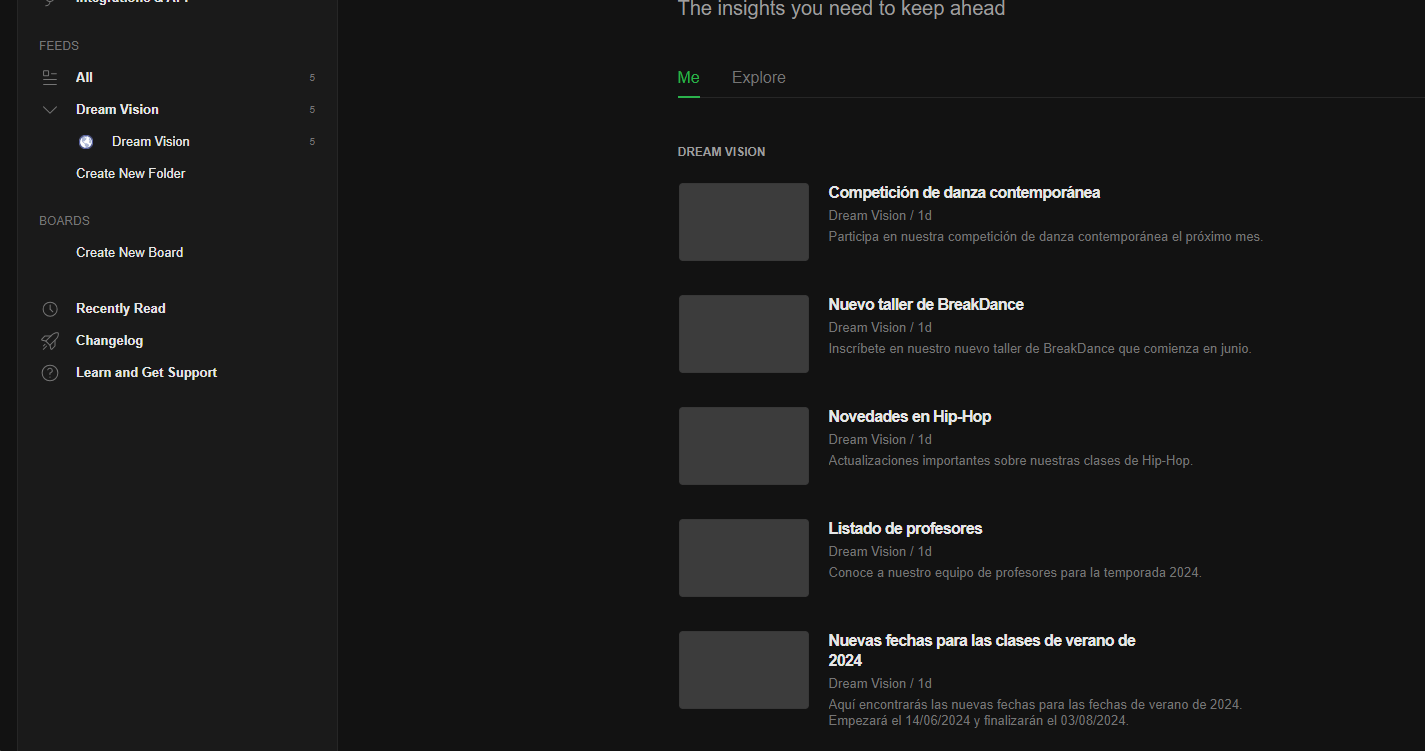 Integrations & API
FEEDS
All 5
Dream Vision 5
Dream Vision 5
Create New Folder
BOARDS
Create New Board
Recently Read
Changelog
Learn and Get Support
The insights you need to keep ahead
Me Explore
DREAM VISION
Competición de danza contemporánea
Dream Vision / 1d
Participa en nuestra competición de danza contemporánea el próximo mes.
Nuevo taller de BreakDance
Dream Vision / 1d
Inscríbete en nuestro nuevo taller de BreakDance que comienza en junio.
Novedades en Hip-Hop
Dream Vision / 1d
Actualizaciones importantes sobre nuestras clases de Hip-Hop.
Listado de profesores
Dream Vision / 1d
Conoce a nuestro equipo de profesores para la temporada 2024.
Nuevas fechas para las clases de verano de
2024
Dream Vision / 1d
Aquí encontrarás las nuevas fechas para las fechas de verano de 2024.
Empezará el 14/06/2024 y finalizarán el 03/08/2024.